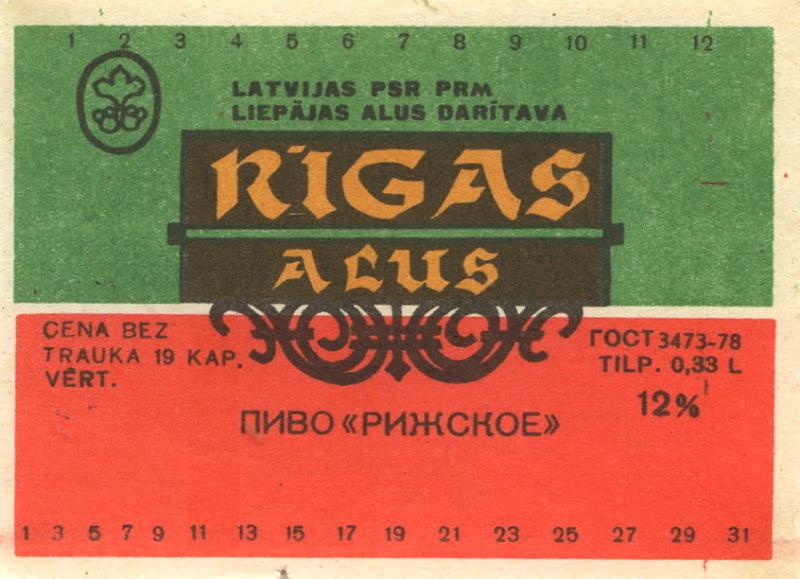 1 2 3 4 5 6 7 8 9 10 11 12
LATVIJAS PSR PRM
LIEPĀJAS ALUS DARĪTAVA
RĪGAS
ALUS
CENA BEZ
TRAUKA 19 KAP.
VĒRT.
ГОСТ 3473-78
TILP. 0,33 L
12%
ПИВО «РИЖСКОЕ»
1 3 5 7 9 11 13 15 17 19 21 23 25 27 29 31